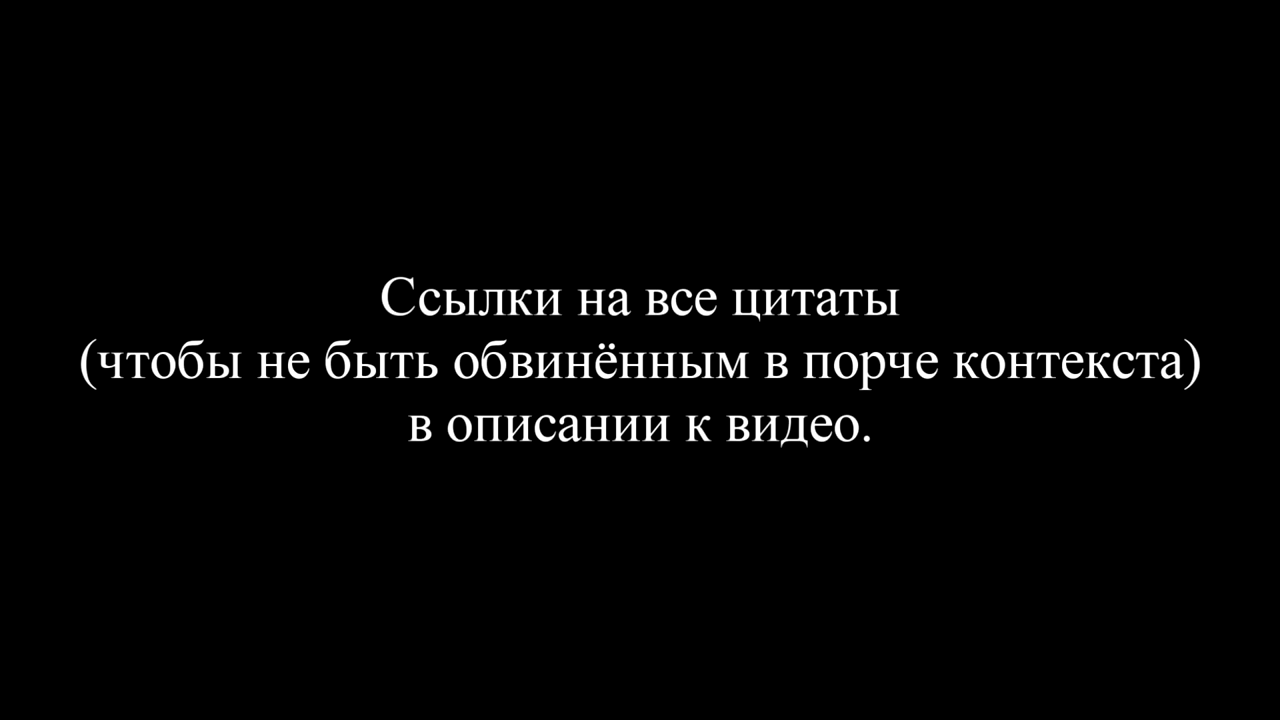 Ссылки на все цитаты
(чтобы не быть обвинённым в порче контекста)
в описании к видео.